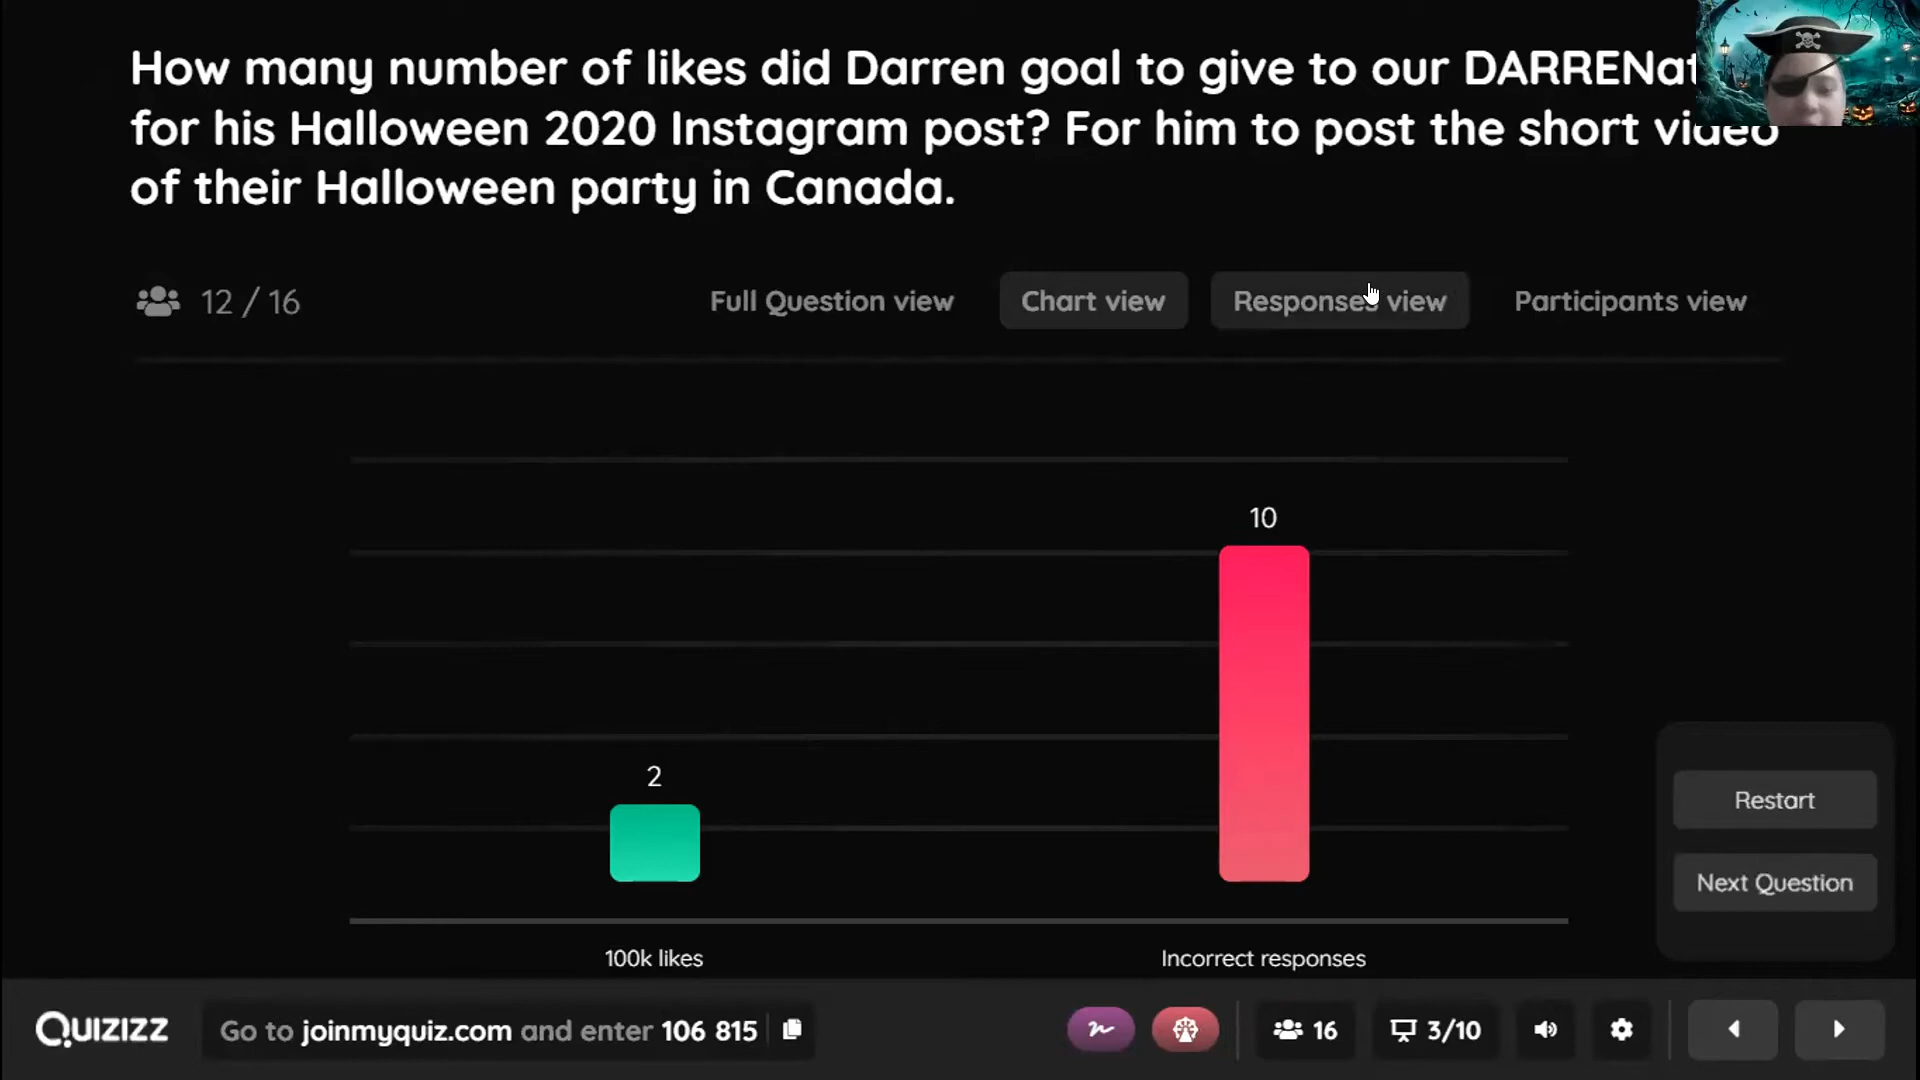 How many number of likes did Darren goal to give to our
for his Halloween 2020 Instagram post? For him to post the short video
of their Halloween party in Canada.
12 / 16
Full Question view
Chart view
Responses view
Participants view
10
2
100k likes
Incorrect responses
Restart
Next Question
QUIZIZZ
Go to joinmyquiz.com and enter 106 815
16
3/10